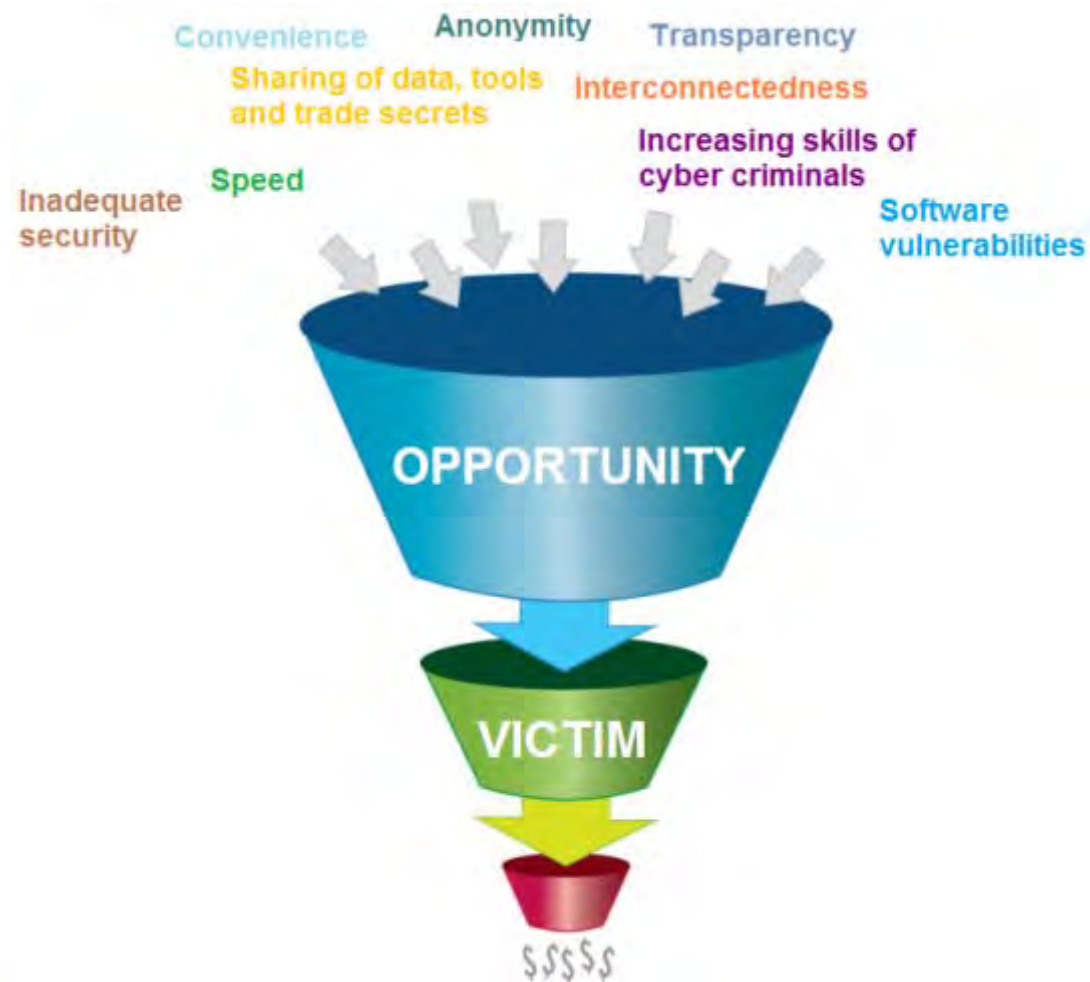 Convenience
Anonymity
Transparency
Sharing of data, tools
and trade secrets
Interconnectedness
Increasing skills of
cyber criminals
Speed
Inadequate
security
Software
vulnerabilities
OPPORTUNITY
VICTIM
$$$$$